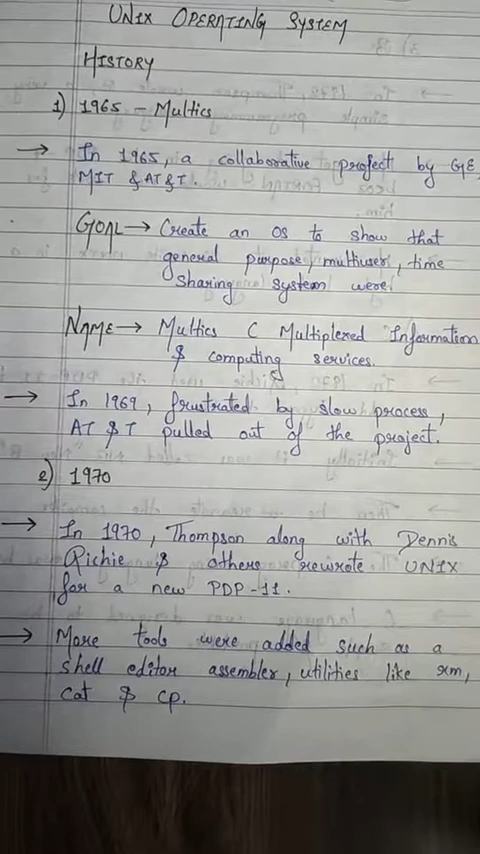 UNIX OPERATING SYSTEM
HISTORY
1) 1965 - Multics
→ In 1965, a collaborative project by GE,
MIT & AT&T.
GOAL → Create an OS to show that
general purpose, multiuser, time
sharing system were.
NAME → Multics C Multiplexed Information
& computing services.
→ In 1969, frustrated by slow process,
AT & T pulled out of the project.
2) 1970
→ In 1970, Thompson along with Dennis
Richie & others rewrote UNIX
for a new PDP-11.
→ More tools were added such as a
shell editor assembler, utilities like rm,
cat & cp.